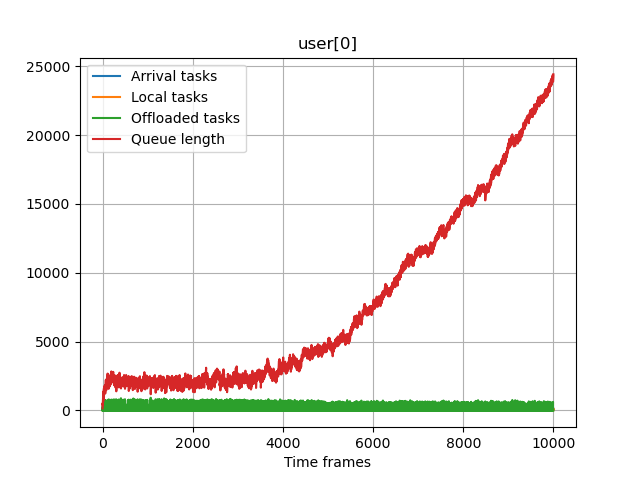 user[0]
25000
20000
15000
10000
5000
0
Arrival tasks
Local tasks
Offloaded tasks
Queue length
0 2000 4000 6000 8000 10000
Time frames